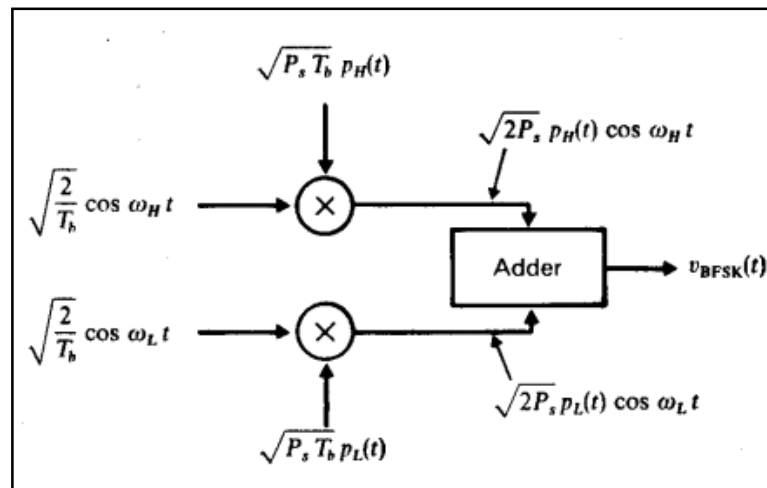 √(P_s T_b) p_H(t)
√(2P_s) p_H(t) cos ω_H t
√(2/T_b) cos ω_H t
×
Adder
v_BFSK(t)
√(2/T_b) cos ω_L t
×
√(2P_s) p_L(t) cos ω_L t
√(P_s T_b) p_L(t)